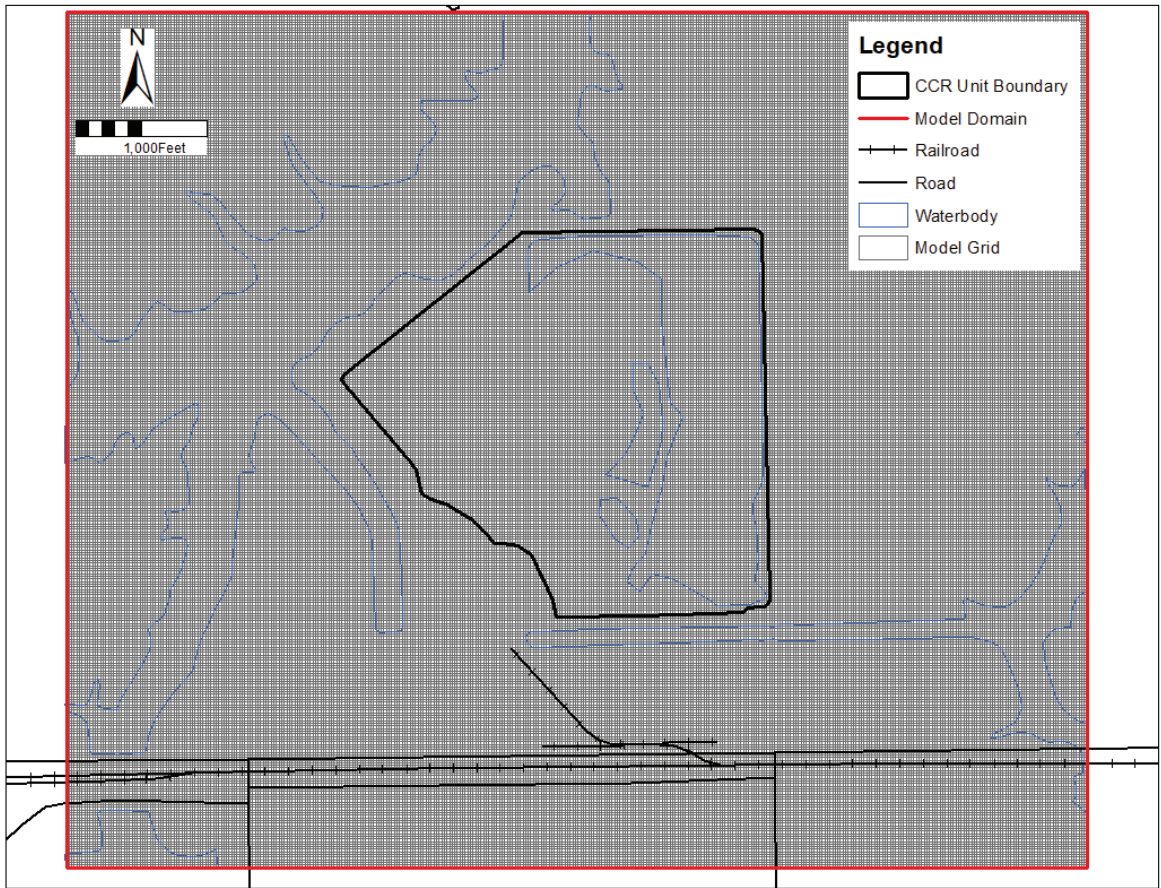 N
1,000Feet
Legend
CCR Unit Boundary
Model Domain
Railroad
Road
Waterbody
Model Grid